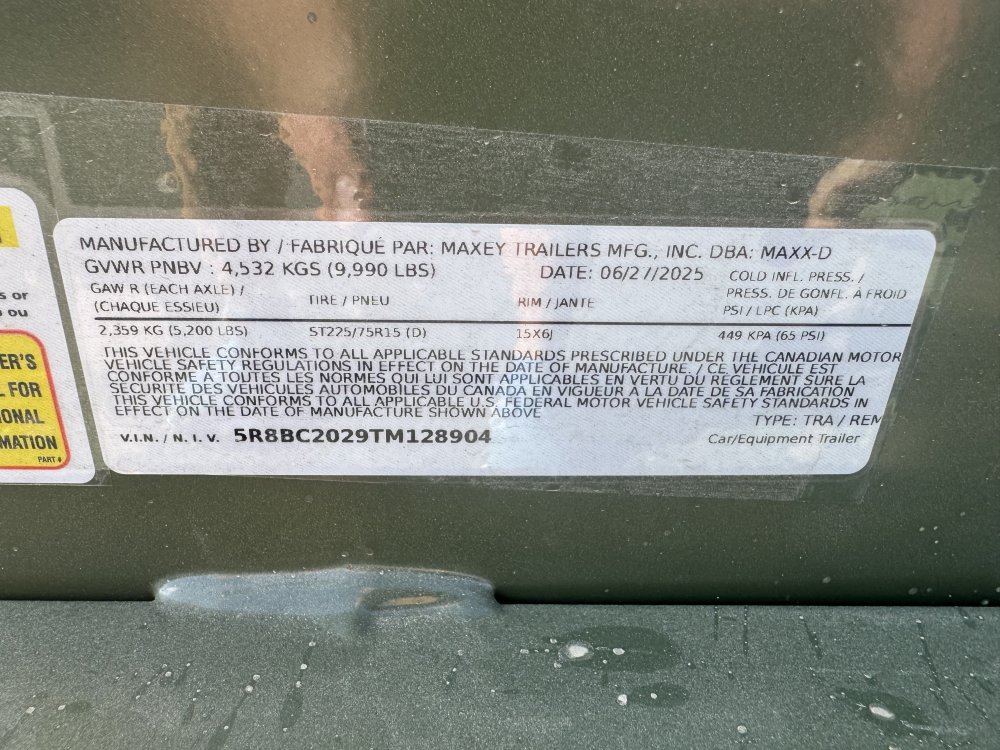 MANUFACTURED BY / FABRIQUÉ PAR: MAXEY TRAILERS MFG., INC. DBA: MAXX-D
GVWR PNBV : 4,532 KGS (9,990 LBS) DATE: 06/27/2025 COLD INFL. PRESS. /
GAW R (EACH AXLE) / TIRE / PNEU RIM / JANTE PRESS. DE GONFL. À FROID
(CHAQUE ESSIEU) PSI / LPC (KPA)
2,359 KG (5,200 LBS) ST225/75R15 (D) 15X6J 449 KPA (65 PSI)
THIS VEHICLE CONFORMS TO ALL APPLICABLE STANDARDS PRESCRIBED UNDER THE CANADIAN MOTOR
VEHICLE SAFETY REGULATIONS IN EFFECT ON THE DATE OF MANUFACTURE. / CE VÉHICULE EST
CONFORME A TOUTES LES NORMES QUI LUI SONT APPLICABLES EN VERTU DU REGLEMENT SURE LA
SÉCURITÉ DES VÉHICULES AUTOMOBILES DU CANADA EN VIGUEUR A LA DATE DE SA FABRICATION
THIS VEHICLE CONFORMS TO ALL APPLICABLE U.S. FEDERAL MOTOR VEHICLE SAFETY STANDARDS IN
EFFECT ON THE DATE OF MANUFACTURE SHOWN ABOVE
TYPE: TRA / REM
V.I.N. / N. I. V. 5R8BC2029TM128904 Car/Equipment Trailer
s or
ou
ER'S
L FOR
IONAL
MATION
PART #